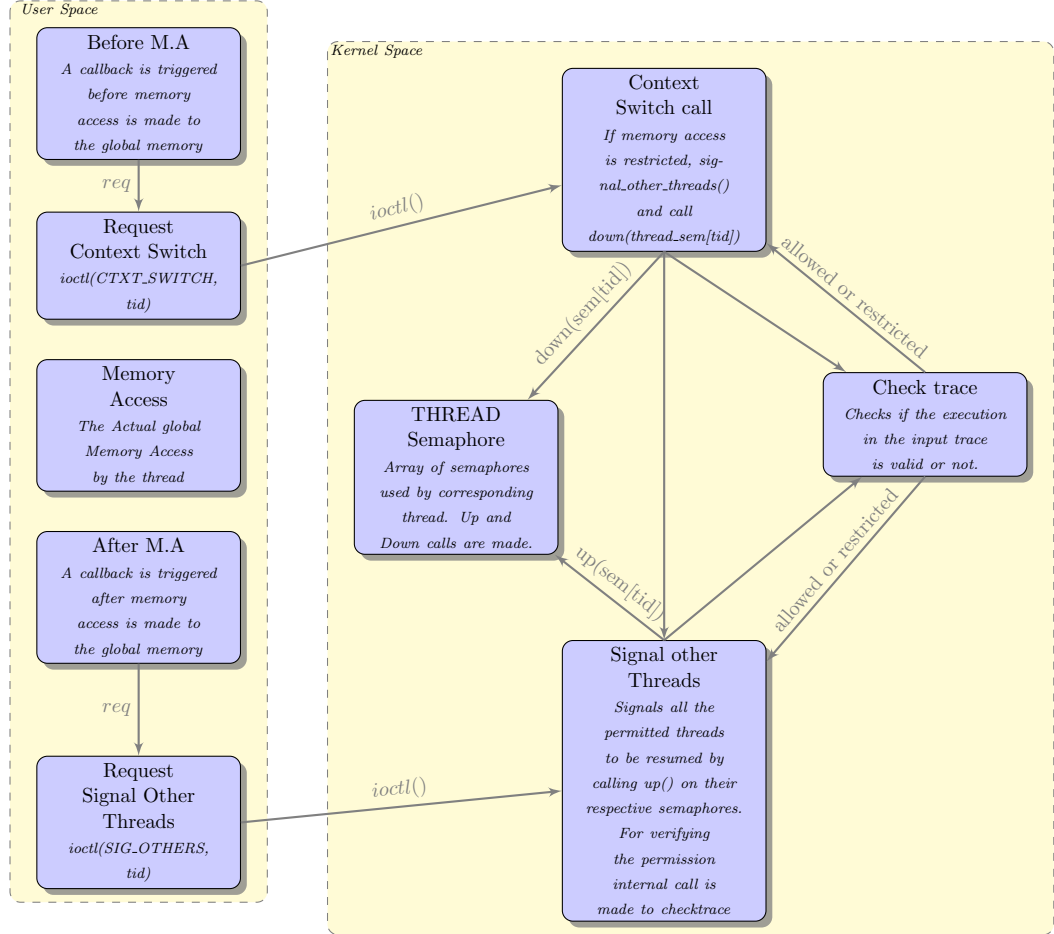 User Space
Before M.A
A callback is triggered
before memory
access is made to
the global memory
req
Request
Context Switch
ioctl(CTXT_SWITCH,
tid)
Memory
Access
The Actual global
Memory Access
by the thread
After M.A
A callback is triggered
after memory
access is made to
the global memory
req
Request
Signal Other
Threads
ioctl(SIG_OTHERS,
tid)
ioctl()
ioctl()
Kernel Space
Context
Switch call
If memory access
is restricted, sig-
nal_other_threads()
and call
down(thread_sem[tid])
down(sem[tid])
allowed or restricted
THREAD
Semaphore
Array of semaphores
used by corresponding
thread. Up and
Down calls are made.
Check trace
Checks if the execution
in the input trace
is valid or not.
up(sem[tid])
allowed or restricted
Signal other
Threads
Signals all the
permitted threads
to be resumed by
calling up() on their
respective semaphores.
For verifying
the permission
internal call is
made to checktrace